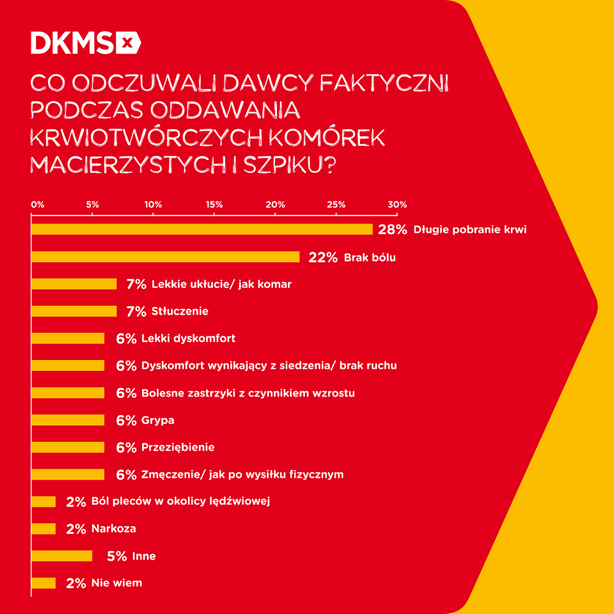 DKMS
CO ODCZUWALI DAWCY FAKTYCZNI
PODCZAS ODDAWANIA
KRWIOTWÓRCZYCH KOMÓREK
MACIERZYSTYCH I SZPIKU?
0% 5% 10% 15% 20% 25% 30%
28% Długie pobranie krwi
22% Brak bólu
7% Lekkie ukłucie/ jak komar
7% Stłuczenie
6% Lekki dyskomfort
6% Dyskomfort wynikający z siedzenia/ brak ruchu
6% Bolesne zastrzyki z czynnikiem wzrostu
6% Grypa
6% Przeziębienie
6% Zmęczenie/ jak po wysiłku fizycznym
2% Ból pleców w okolicy lędźwiowej
2% Narkoza
5% Inne
2% Nie wiem